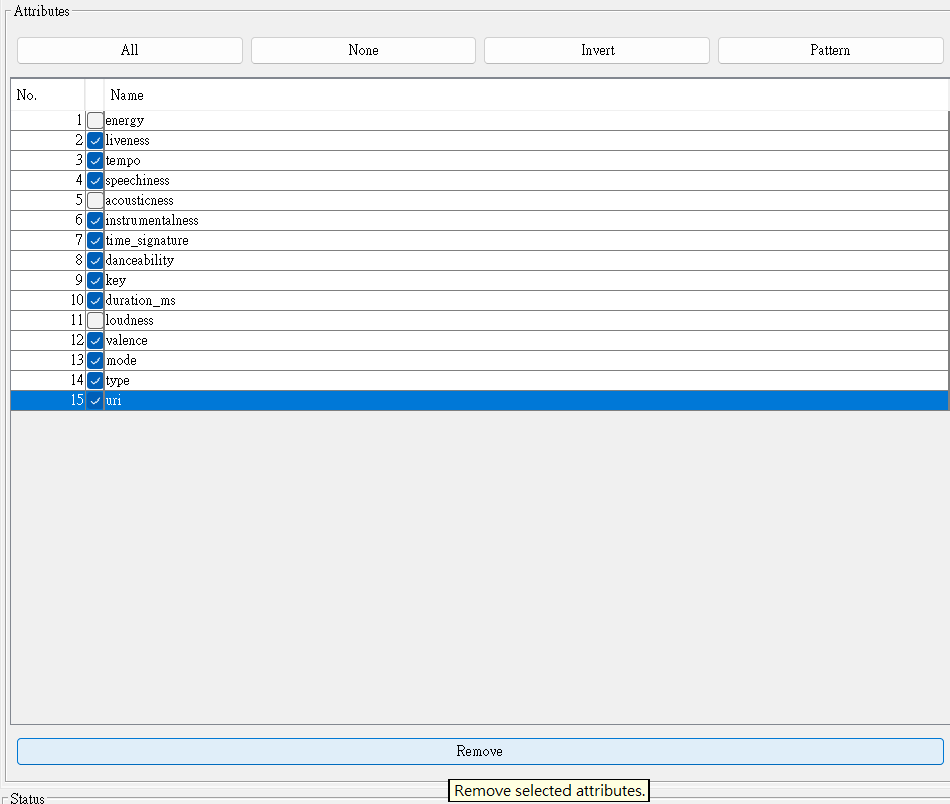 Attributes
All None Invert Pattern
No. Name
1 energy
2 liveness
3 tempo
4 speechiness
5 acousticness
6 instrumentalness
7 time_signature
8 danceability
9 key
10 duration_ms
11 loudness
12 valence
13 mode
14 type
15 uri
Remove
Remove selected attributes.
Status